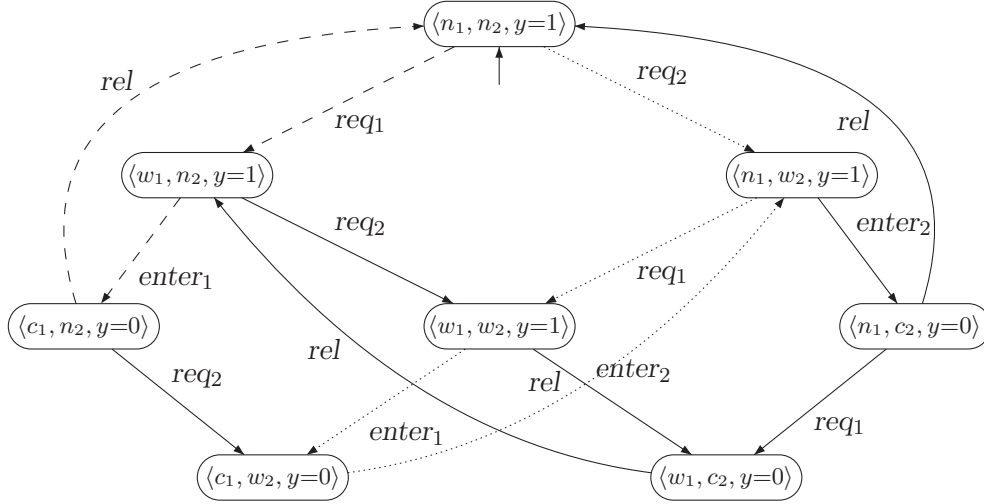 ⟨n₁, n₂, y=1⟩
rel
req₂
req₁
rel
⟨w₁, n₂, y=1⟩
⟨n₁, w₂, y=1⟩
req₂
enter₂
enter₁
req₁
⟨c₁, n₂, y=0⟩
⟨w₁, w₂, y=1⟩
⟨n₁, c₂, y=0⟩
rel
req₂
rel
enter₂
req₁
enter₁
⟨c₁, w₂, y=0⟩
⟨w₁, c₂, y=0⟩